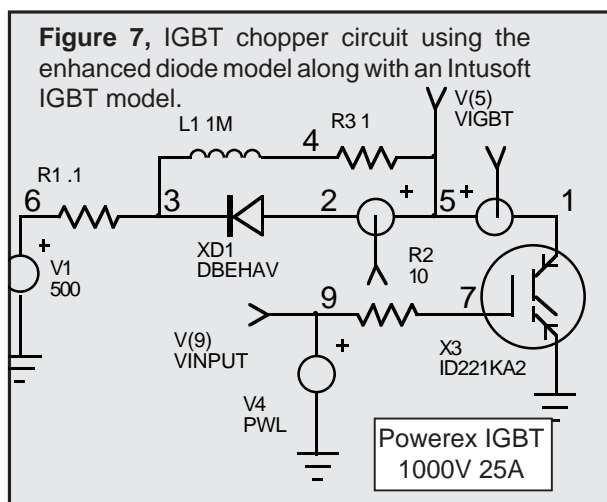 Figure 7, IGBT chopper circuit using the
enhanced diode model along with an Intusoft
IGBT model.
V(5)
VIGBT
L1 1M
4
R3 1
R1 .1
6
3
2
+
5
+
1
+
V1
500
XD1
DBEHAV
R2
10
9
7
V(9)
VINPUT
+
X3
ID221KA2
V4
PWL
Powerex IGBT
1000V 25A